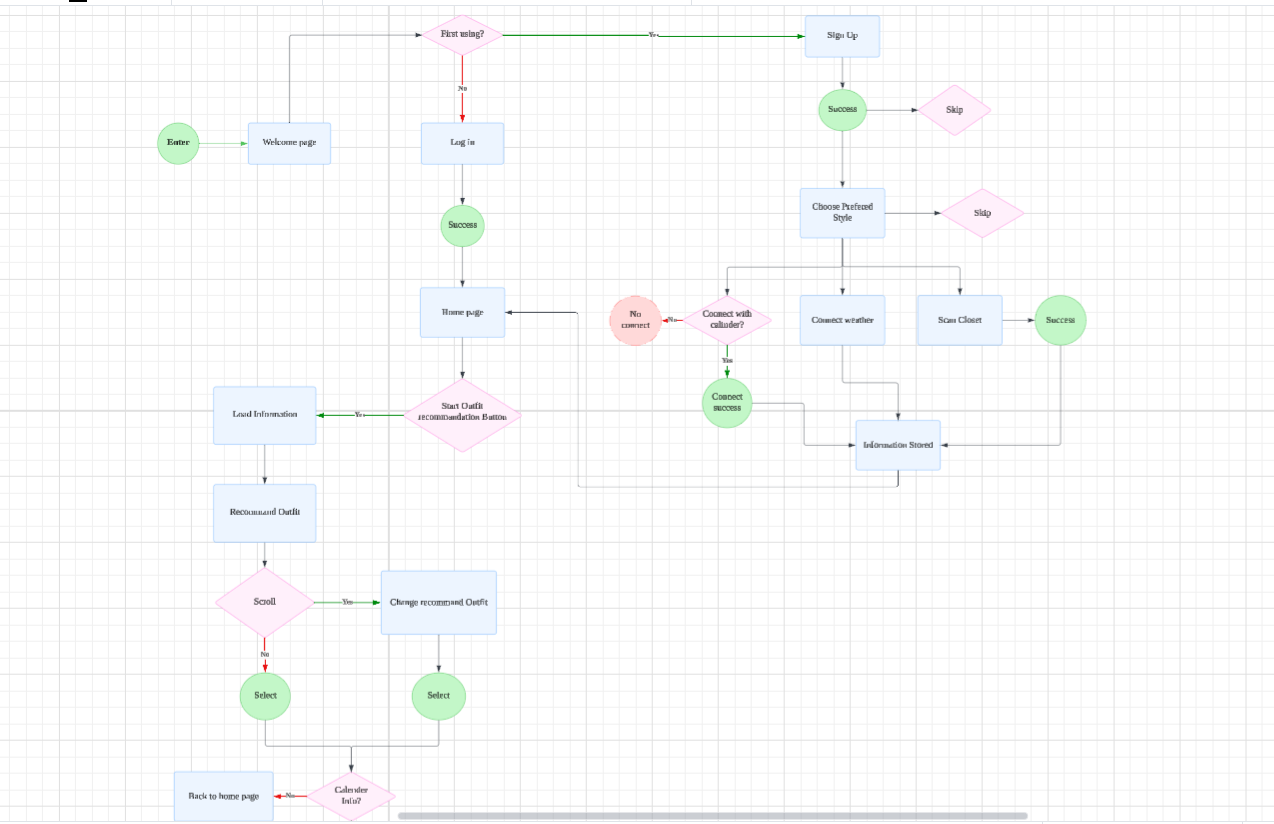 First using?
Yes
Sign Up
No
Success
Skip
Enter
Welcome page
Log in
Success
Choose Prefered
Style
Skip
Home page
No
connect
No
Connect with
calinder?
Connect weather
Scan Closet
Success
Yes
Connect
success
Load Information
Yes
Start Outfit
recommandation Button
Information Stored
Recommand Outfit
Scroll
Yes
Change recommand Outfit
No
Select
Select
Back to home page
No
Calender
Info?